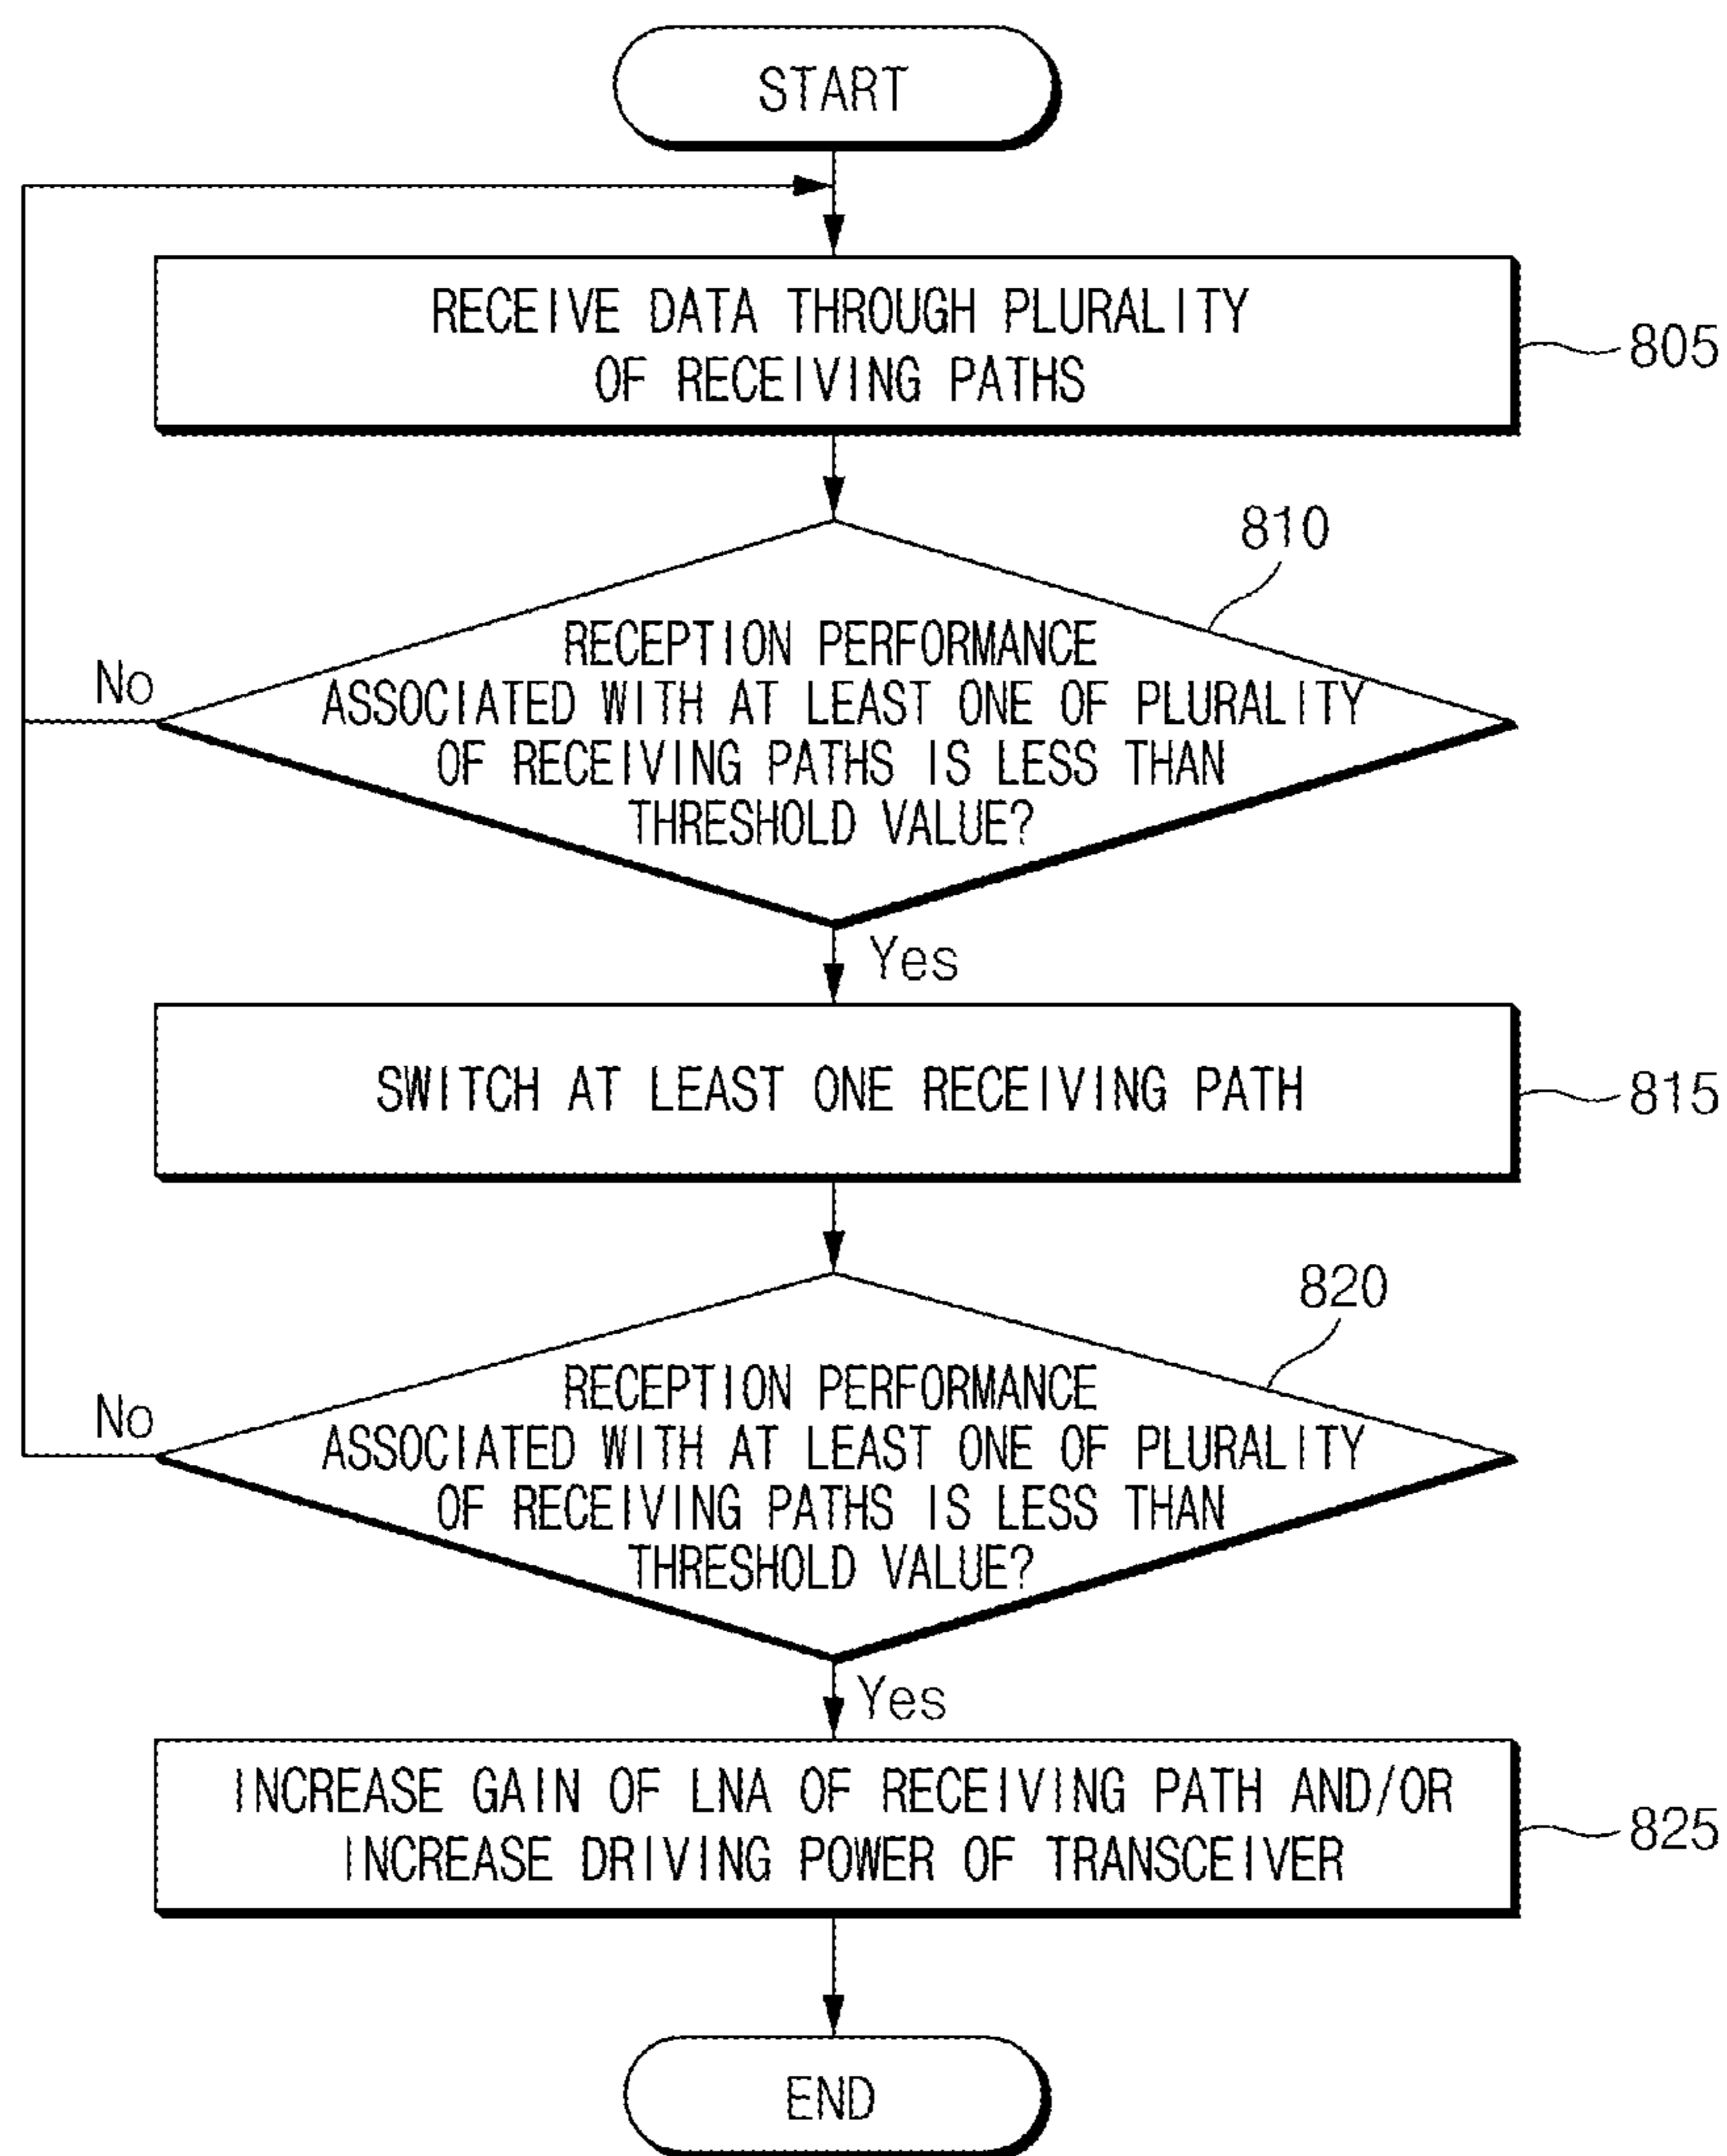 START
RECEIVE DATA THROUGH PLURALITY
OF RECEIVING PATHS
805
810
RECEPTION PERFORMANCE
No
ASSOCIATED WITH AT LEAST ONE OF PLURALITY
OF RECEIVING PATHS IS LESS THAN
THRESHOLD VALUE?
Yes
SWITCH AT LEAST ONE RECEIVING PATH
815
820
RECEPTION PERFORMANCE
No
ASSOCIATED WITH AT LEAST ONE OF PLURALITY
OF RECEIVING PATHS IS LESS THAN
THRESHOLD VALUE?
Yes
INCREASE GAIN OF LNA OF RECEIVING PATH AND/OR
INCREASE DRIVING POWER OF TRANSCEIVER
825
END